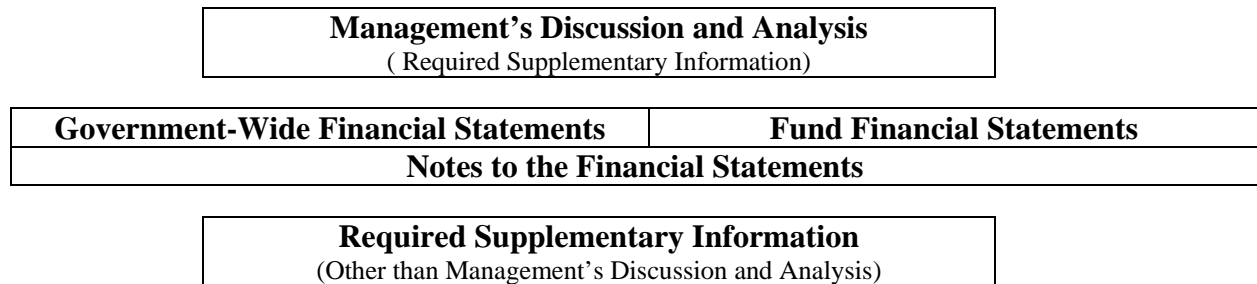 Management’s Discussion and Analysis
( Required Supplementary Information)
Government-Wide Financial Statements Fund Financial Statements
Notes to the Financial Statements
Required Supplementary Information
(Other than Management’s Discussion and Analysis)